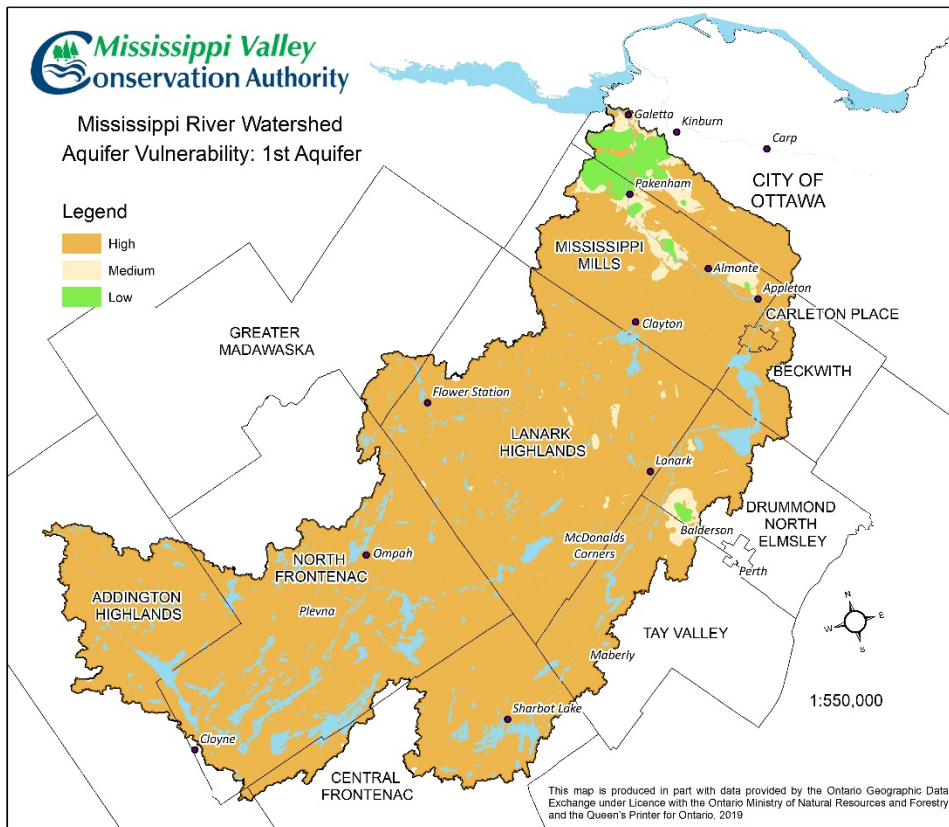 Mississippi Valley
Conservation Authority
Mississippi River Watershed
Aquifer Vulnerability: 1st Aquifer
Legend
High
Medium
Low
Galetta
Kinburn
Carp
CITY OF
OTTAWA
Pakenham
MISSISSIPPI
MILLS
Almonte
Appleton
CARLETON PLACE
Clayton
GREATER
MADAWASKA
BECKWITH
Flower Station
LANARK
HIGHLANDS
Lanark
DRUMMOND
NORTH
ELMSLEY
Balderson
McDonalds
Corners
Perth
Ompah
NORTH
FRONTENAC
ADDINGTON
HIGHLANDS
Plevna
TAY VALLEY
N
E
W
S
Maberly
1:550,000
Sharbot Lake
Cloyne
CENTRAL
FRONTENAC
This map is produced in part with data provided by the Ontario Geographic Data
Exchange under Licence with the Ontario Ministry of Natural Resources and Forestry
and the Queen's Printer for Ontario, 2019